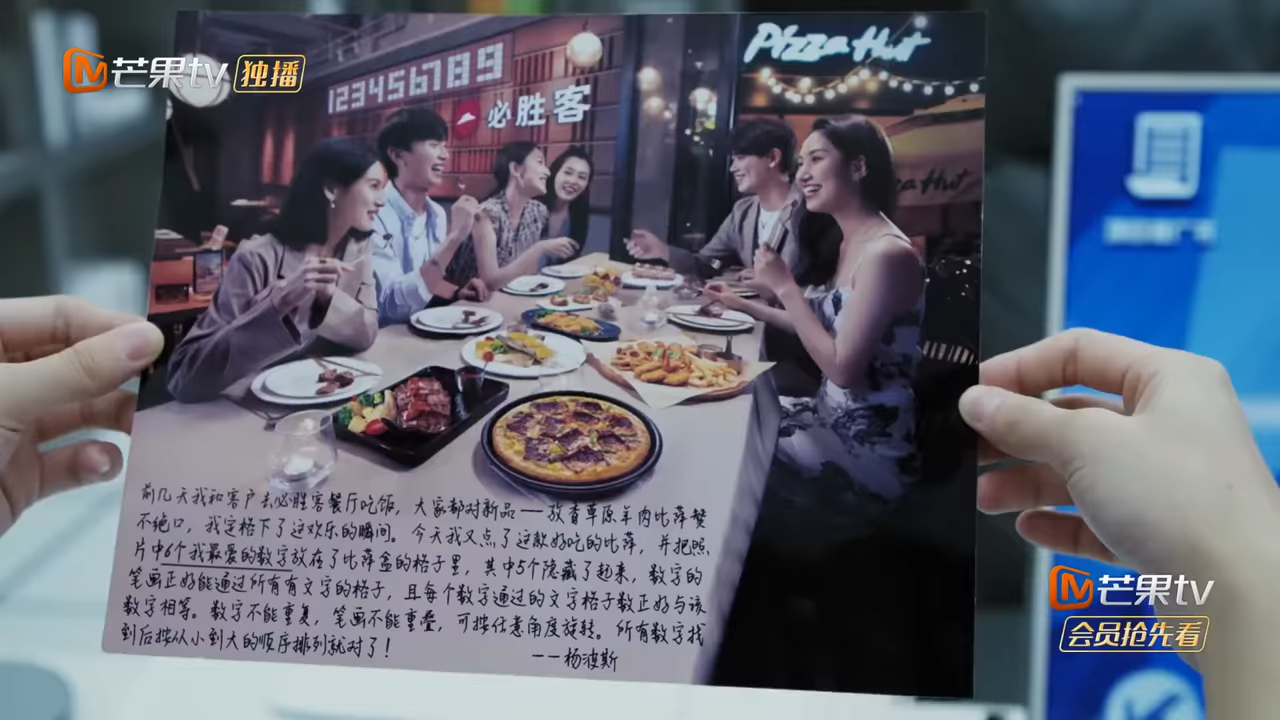 芒果tv 独播
Pizza Hut
123456789
必胜客
za Hut
前几天我和客户去必胜客餐厅吃饭，大家都对新品——孜香草原羊肉比萨赞
不绝口，我定格下了这欢乐的瞬间。今天我又点了这款好吃的比萨，并把照
片中6个我最爱的数字放在了比萨盒的格子里，其中5个隐藏了起来，数字的
笔画正好能通过所有有文字的格子，且每个数字通过的文字格子数正好与该
数字相等。数字不能重复，笔画不能重叠，可按任意角度旋转。所有数字找
到后按从小到大的顺序排列就对了！
——杨波斯
芒果tv
会员抢先看